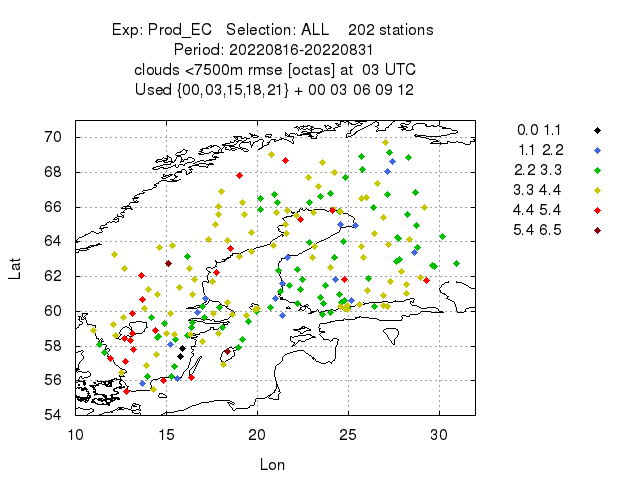 Exp: Prod_EC Selection: ALL 202 stations
Period: 20220816-20220831
clouds <7500m rmse [octas] at 03 UTC
Used {00,03,15,18,21} + 00 03 06 09 12
70
68
66
64
62
60
58
56
54
10 15 20 25 30
Lat
Lon
0.0 1.1
1.1 2.2
2.2 3.3
3.3 4.4
4.4 5.4
5.4 6.5